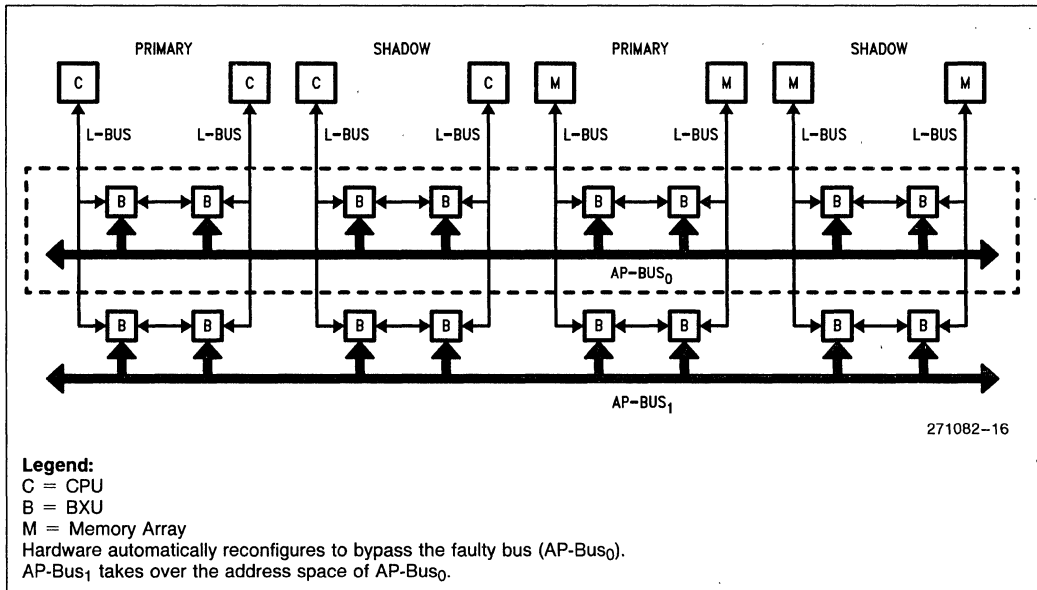 PRIMARY SHADOW PRIMARY SHADOW
C C C C M M M M
L-BUS L-BUS L-BUS L-BUS L-BUS L-BUS L-BUS L-BUS
B B B B B B B B
AP-BUS₀
B B B B B B B B
AP-BUS₁
271082-16
Legend:
C = CPU
B = BXU
M = Memory Array
Hardware automatically reconfigures to bypass the faulty bus (AP-Bus₀).
AP-Bus₁ takes over the address space of AP-Bus₀.